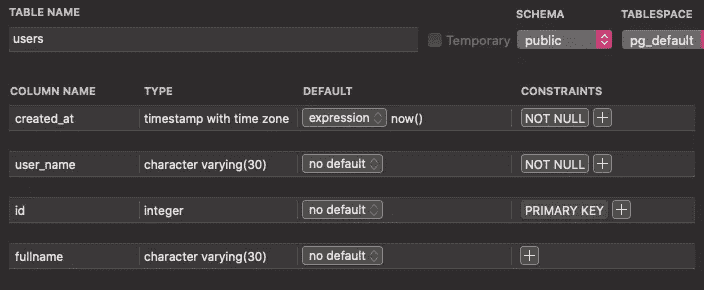 TABLE NAME SCHEMA TABLESPACE
users Temporary public pg_default
COLUMN NAME TYPE DEFAULT CONSTRAINTS
created_at timestamp with time zone expression now() NOT NULL +
user_name character varying(30) no default NOT NULL +
id integer no default PRIMARY KEY +
fullname character varying(30) no default +